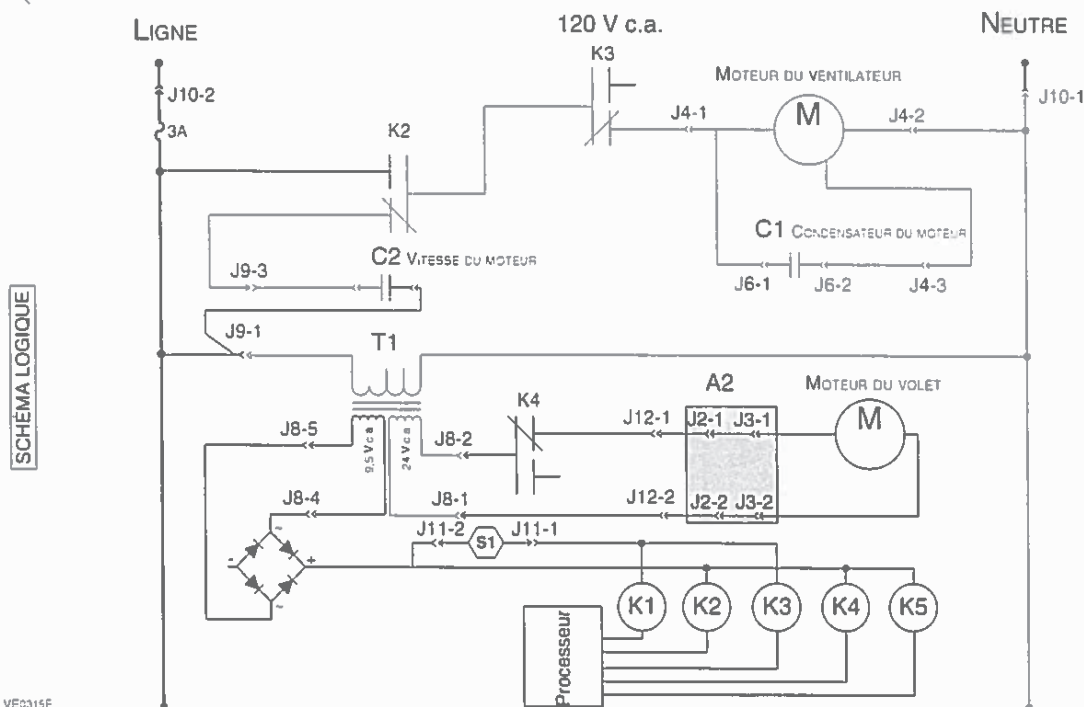 LIGNE
120 V c.a.
NEUTRE
K3
MOTEUR DU VENTILATEUR
J10-2
J10-1
J4-1
M
J4-2
3A
K2
C1 CONDENSATEUR DU MOTEUR
C2 VITESSE DU MOTEUR
J9-3
J6-1
J6-2
J4-3
SCHÉMA LOGIQUE
J9-1
T1
A2
MOTEUR DU VOLET
K4
J12-1
J2-1
J3-1
M
J8-5
9,5 V c.a
24 V c.a
J8-2
J8-4
J8-1
J12-2
J2-2
J3-2
J11-2
S1
J11-1
~
-
+
~
K1
K2
K3
K4
K5
Processeur